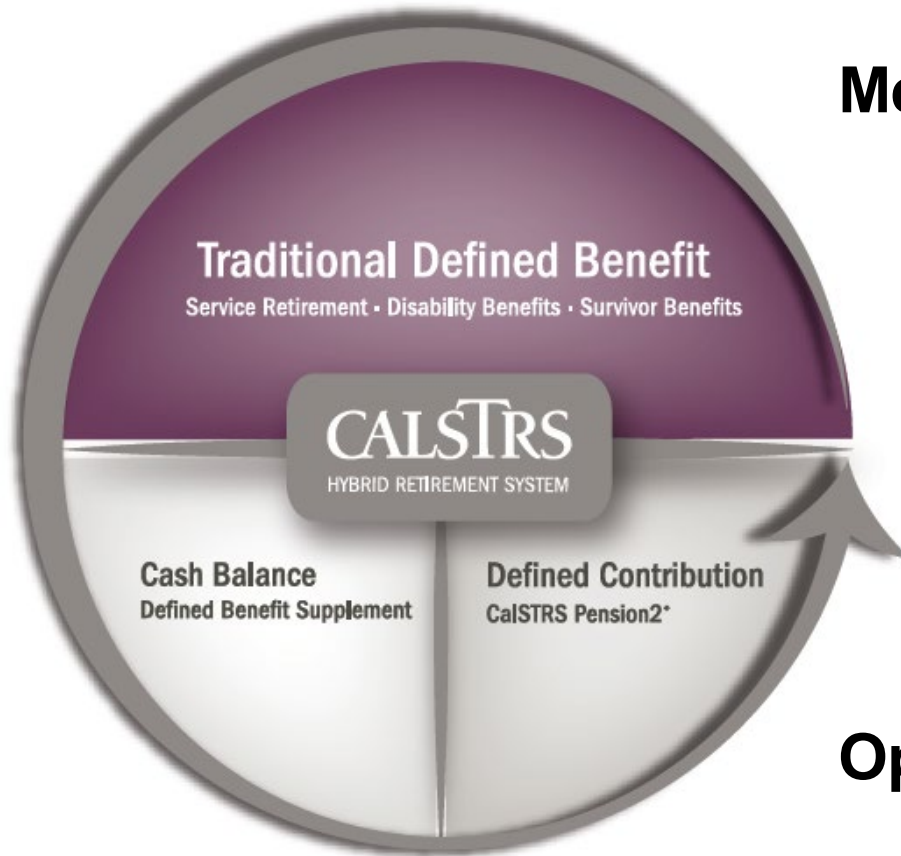 Mo
Traditional Defined Benefit
Service Retirement · Disability Benefits · Survivor Benefits
CALSTRS
HYBRID RETIREMENT SYSTEM
Cash Balance
Defined Benefit Supplement
Defined Contribution
CalSTRS Pension2*
Op